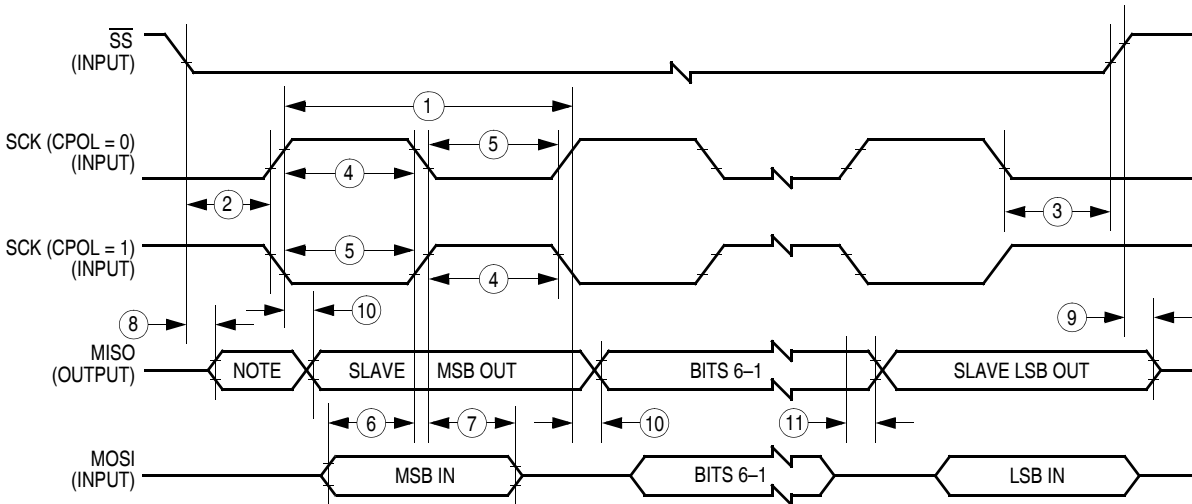 SS
(INPUT)
1
SCK (CPOL = 0)
(INPUT)
5
4
2
3
SCK (CPOL = 1)
(INPUT)
5
4
8
10
9
MISO
(OUTPUT)
NOTE
SLAVE MSB OUT
BITS 6–1
SLAVE LSB OUT
6
7
10
11
MOSI
(INPUT)
MSB IN
BITS 6–1
LSB IN